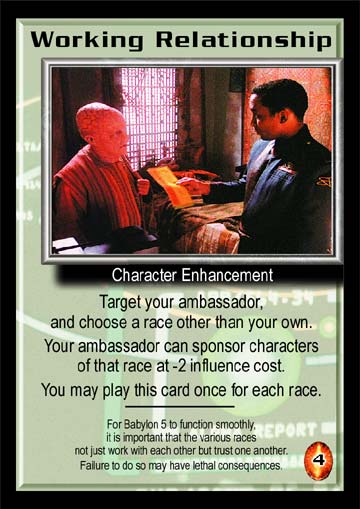 Working Relationship
Character Enhancement
Target your ambassador,
and choose a race other than your own.
Your ambassador can sponsor characters
of that race at -2 influence cost.
You may play this card once for each race.
For Babylon 5 to function smoothly,
it is important that the various races
not just work with each other but trust one another.
Failure to do so may have lethal consequences.
4
REPORT